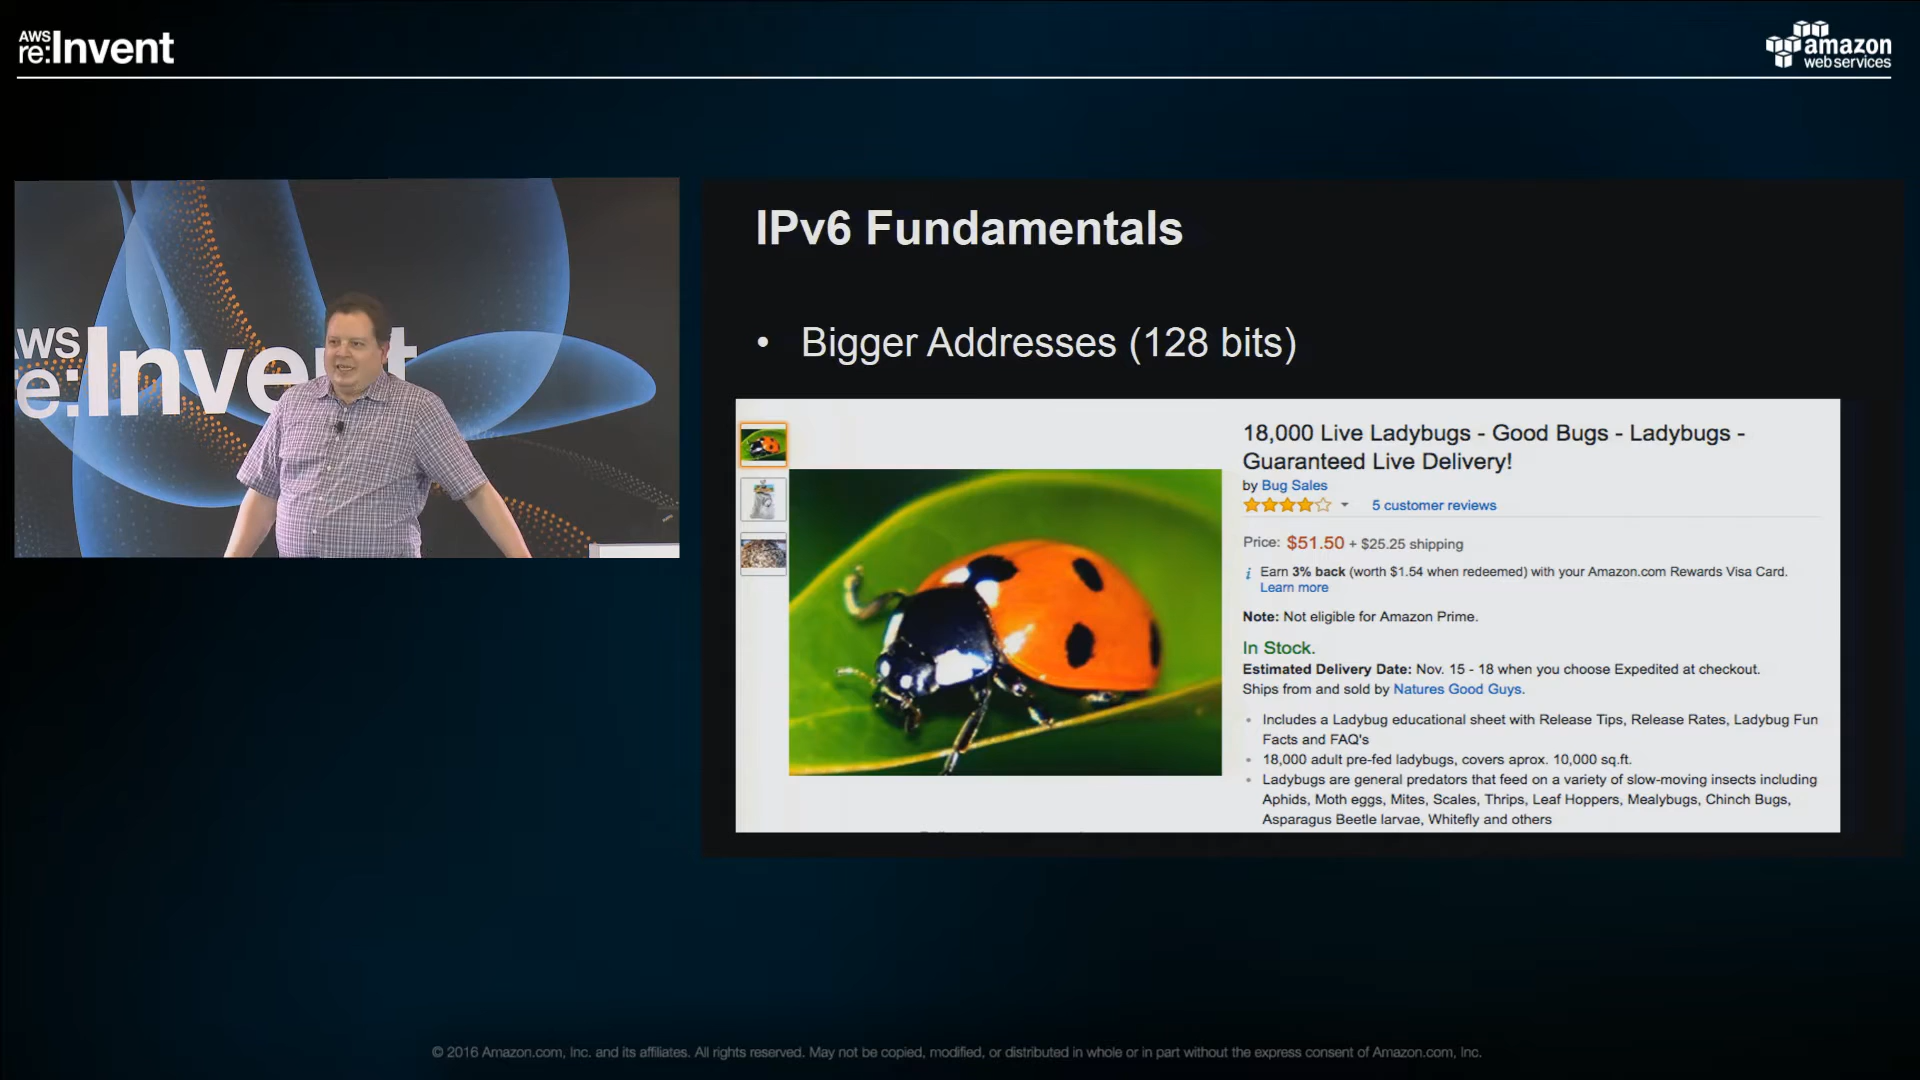 AWS
re:Invent
amazon
web services
AWS
re:Invent
IPv6 Fundamentals
• Bigger Addresses (128 bits)
18,000 Live Ladybugs - Good Bugs - Ladybugs -
Guaranteed Live Delivery!
by Bug Sales
5 customer reviews
Price: $51.50 + $25.25 shipping
i Earn 3% back (worth $1.54 when redeemed) with your Amazon.com Rewards Visa Card.
Learn more
Note: Not eligible for Amazon Prime.
In Stock.
Estimated Delivery Date: Nov. 15 - 18 when you choose Expedited at checkout.
Ships from and sold by Natures Good Guys.
• Includes a Ladybug educational sheet with Release Tips, Release Rates, Ladybug Fun
Facts and FAQ's
• 18,000 adult pre-fed ladybugs, covers aprox. 10,000 sq.ft.
• Ladybugs are general predators that feed on a variety of slow-moving insects including
Aphids, Moth eggs, Mites, Scales, Thrips, Leaf Hoppers, Mealybugs, Chinch Bugs,
Asparagus Beetle larvae, Whitefly and others
© 2016 Amazon.com, Inc. and its affiliates. All rights reserved. May not be copied, modified, or distributed in whole or in part without the express consent of Amazon.com, Inc.